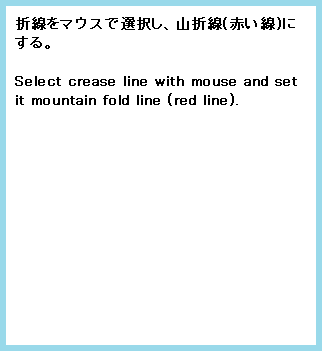 折線をマウスで選択し、山折線(赤い線)に
する。
Select crease line with mouse and set
it mountain fold line (red line).